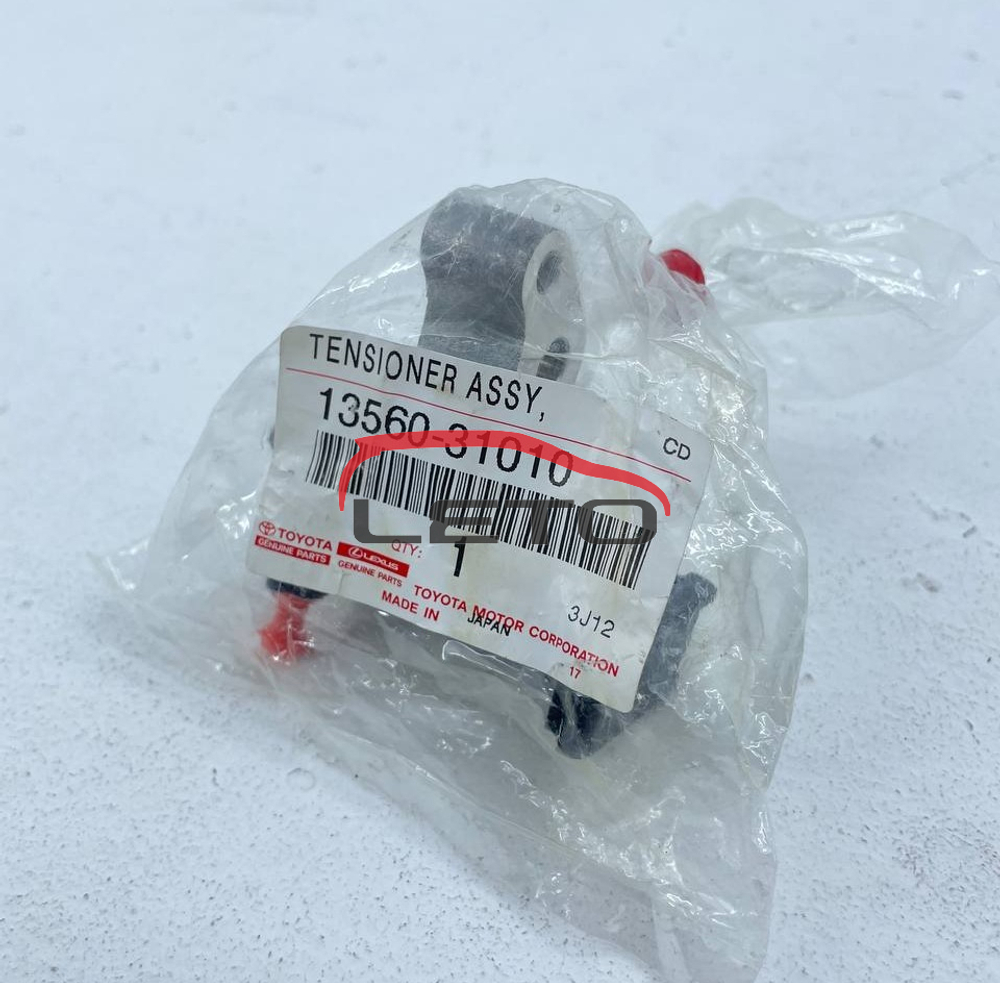 TENSIONER ASSY,
13560-31010
CD
LETO
TOYOTA
GENUINE PARTS
LEXUS
GENUINE PARTS
QTY:
1
TOYOTA MOTOR CORPORATION
MADE IN JAPAN
3J12
17